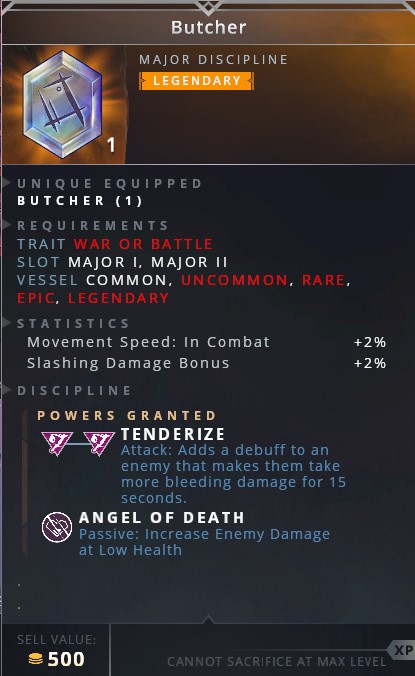 Butcher
MAJOR DISCIPLINE
LEGENDARY
1
UNIQUE EQUIPPED
BUTCHER (1)
REQUIREMENTS
TRAIT WAR OR BATTLE
SLOT MAJOR I, MAJOR II
VESSEL COMMON, UNCOMMON, RARE,
EPIC, LEGENDARY
STATISTICS
Movement Speed: In Combat +2%
Slashing Damage Bonus +2%
DISCIPLINE
POWERS GRANTED
TENDERIZE
Attack: Adds a debuff to an
enemy that makes them take
more bleeding damage for 15
seconds.
ANGEL OF DEATH
Passive: Increase Enemy Damage
at Low Health
SELL VALUE:
500
CANNOT SACRIFICE AT MAX LEVEL XP